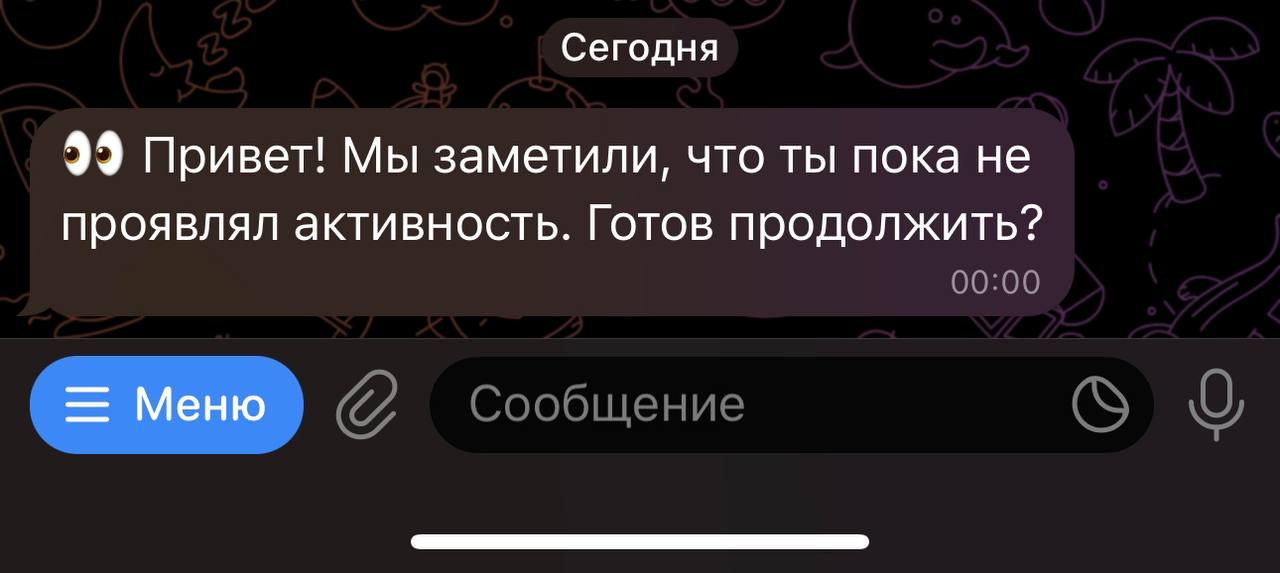 Сегодня
👀 Привет! Мы заметили, что ты пока не
проявлял активность. Готов продолжить?
00:00
Меню
Сообщение